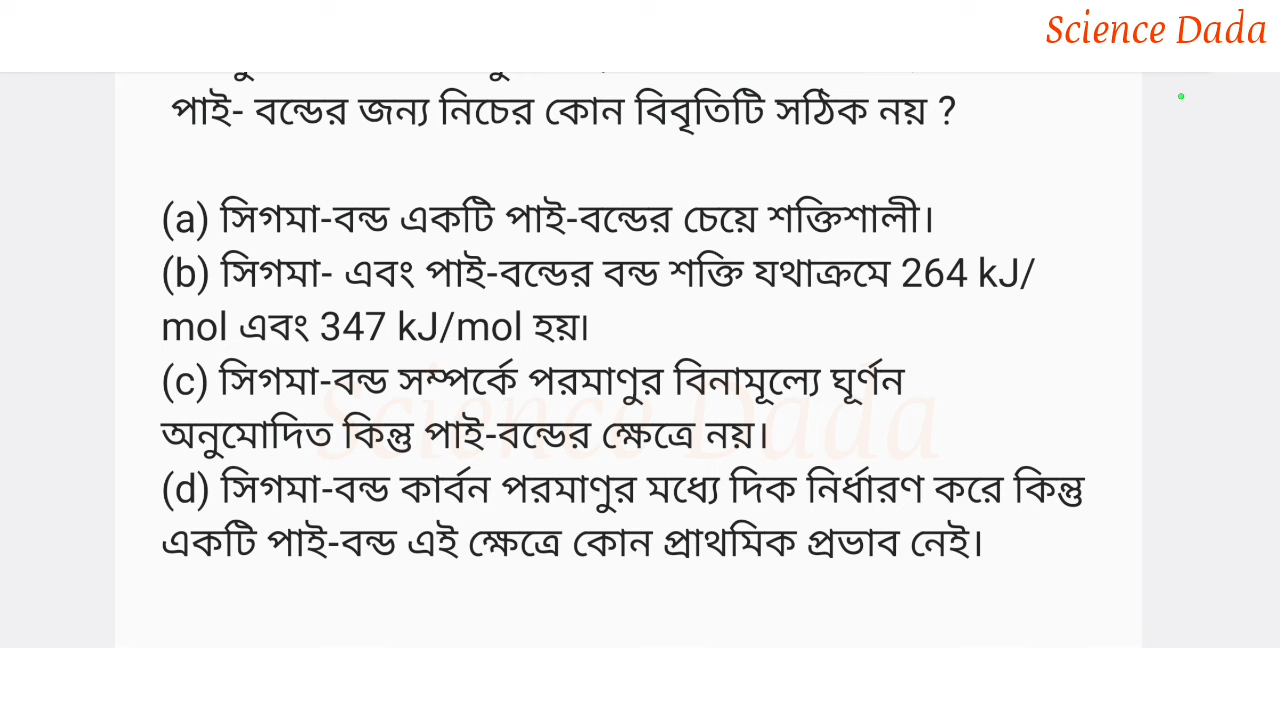 Science Dada
পাই- বন্ডের জন্য নিচের কোন বিবৃতিটি সঠিক নয় ?
(a) সিগমা-বন্ড একটি পাই-বন্ডের চেয়ে শক্তিশালী।
(b) সিগমা- এবং পাই-বন্ডের বন্ড শক্তি যথাক্রমে 264 kJ/
mol এবং 347 kJ/mol হয়।
(c) সিগমা-বন্ড সম্পর্কে পরমাণুর বিনামূল্যে ঘূর্ণন
অনুমোদিত কিন্তু পাই-বন্ডের ক্ষেত্রে নয়।
Science Dada
(d) সিগমা-বন্ড কার্বন পরমাণুর মধ্যে দিক নির্ধারণ করে কিন্তু
একটি পাই-বন্ড এই ক্ষেত্রে কোন প্রাথমিক প্রভাব নেই।